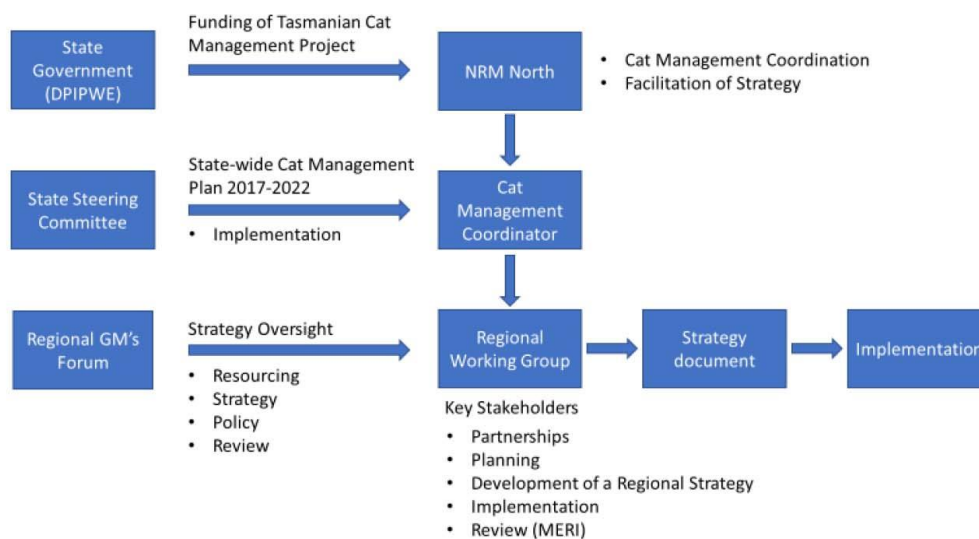 Funding of Tasmanian Cat
Management Project
State
Government
(DPIPWE)
NRM North
• Cat Management Coordination
• Facilitation of Strategy
State-wide Cat Management
Plan 2017-2022
State Steering
Committee
• Implementation
Cat
Management
Coordinator
Regional GM's
Forum
Strategy Oversight
• Resourcing
• Strategy
• Policy
• Review
Regional
Working Group
Strategy
document
Implementation
Key Stakeholders
• Partnerships
• Planning
• Development of a Regional Strategy
• Implementation
• Review (MERI)